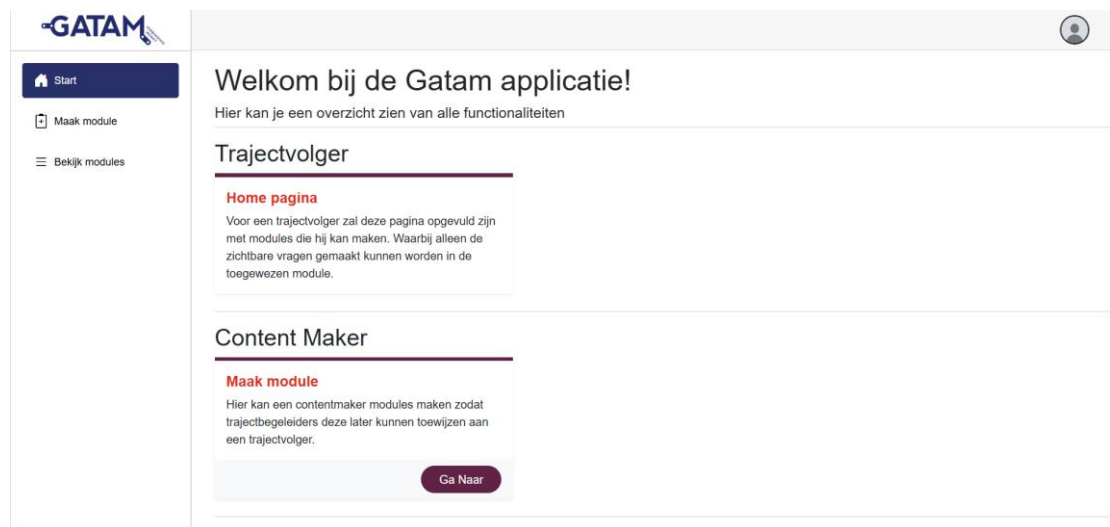 GATAM
Start
Maak module
Bekijk modules
Welkom bij de Gatam applicatie!
Hier kan je een overzicht zien van alle functionaliteiten
Trajectvolger
Home pagina
Voor een trajectvolger zal deze pagina opgevuld zijn
met modules die hij kan maken. Waarbij alleen de
zichtbare vragen gemaakt kunnen worden in de
toegewezen module.
Content Maker
Maak module
Hier kan een contentmaker modules maken zodat
trajectbegeleiders deze later kunnen toewijzen aan
een trajectvolger.
Ga Naar